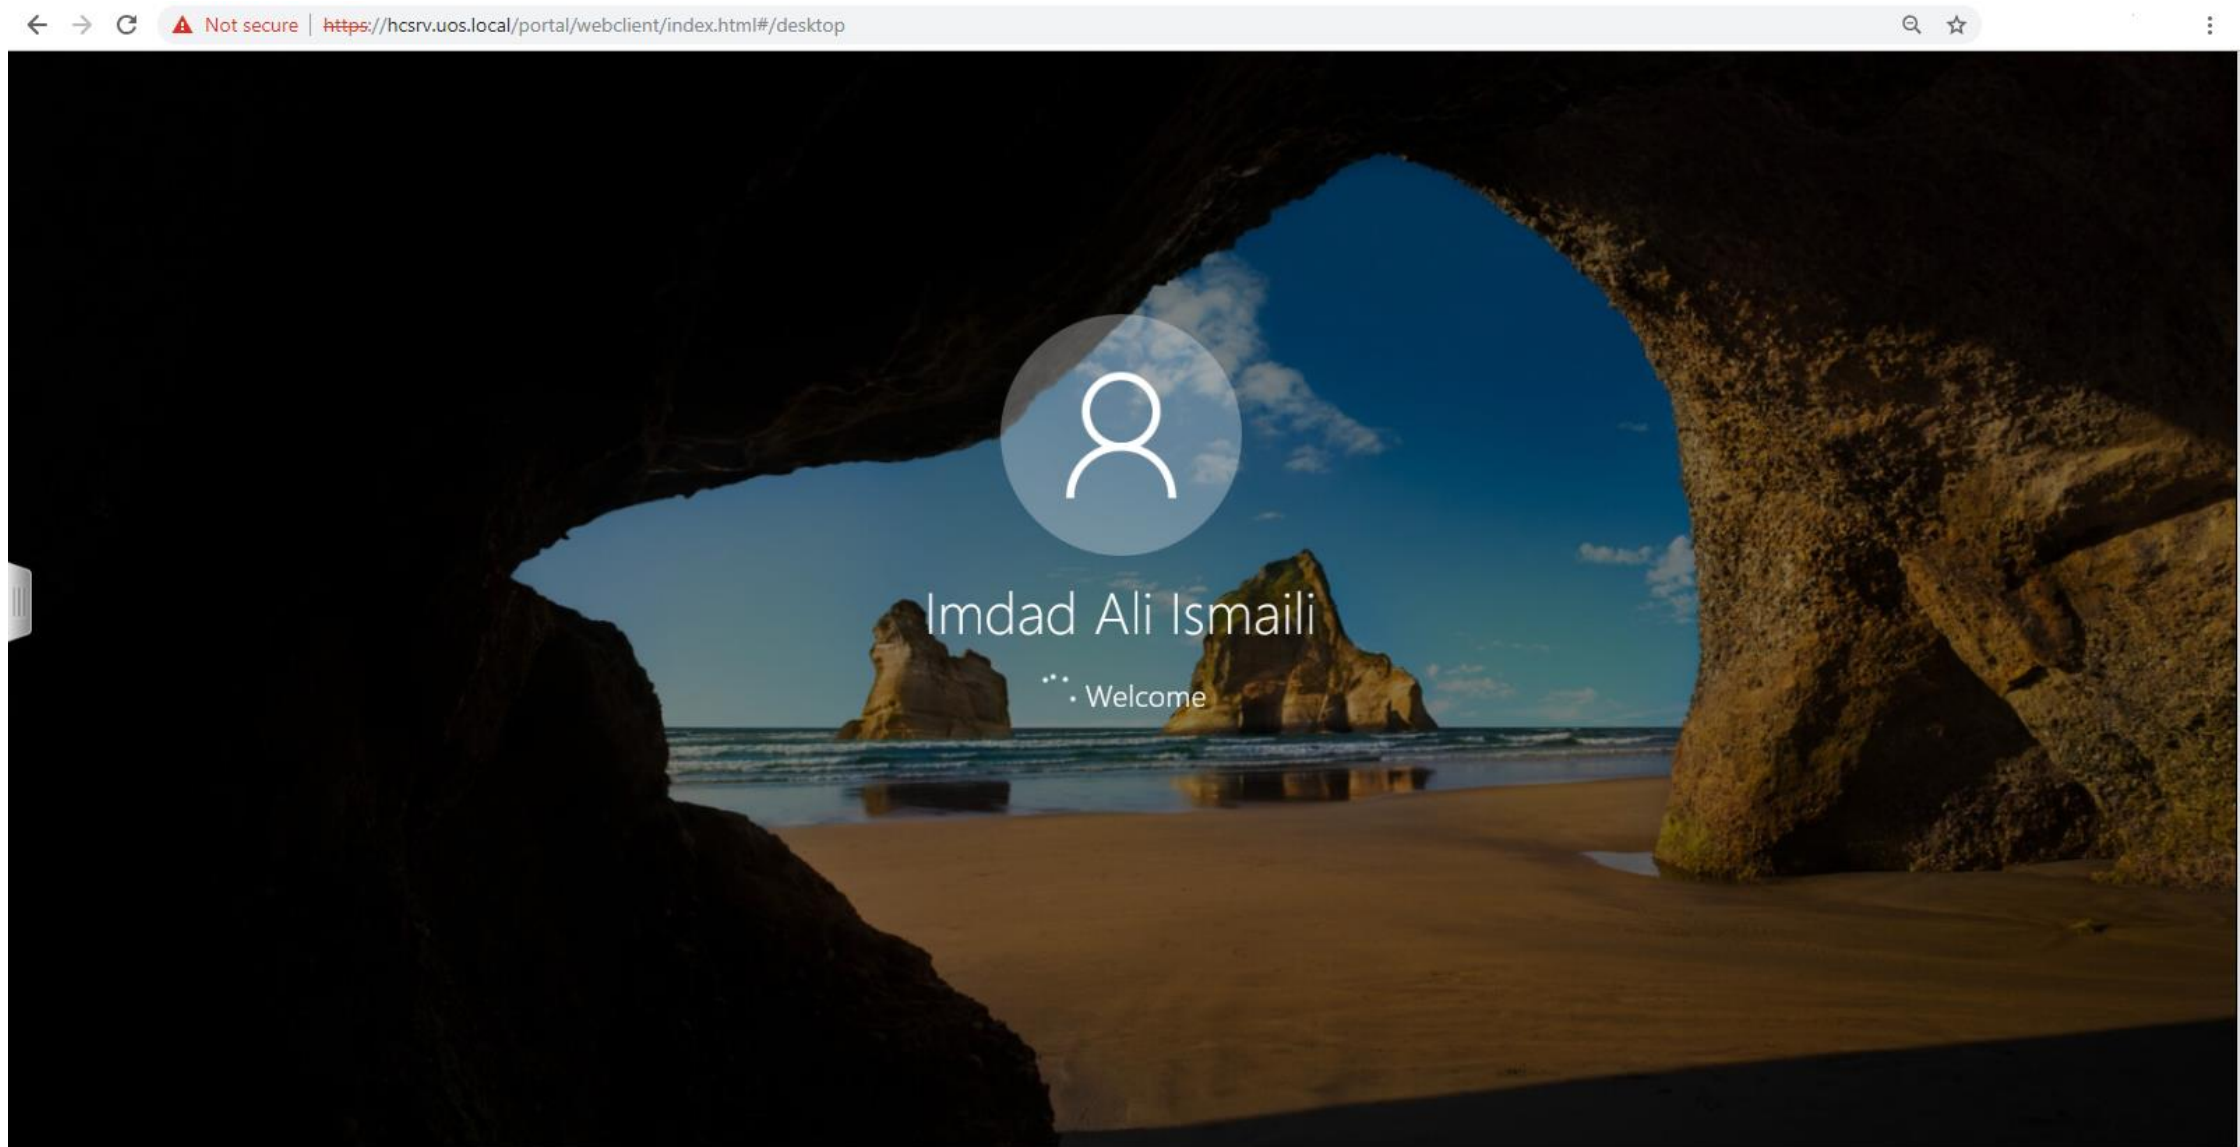 Not secure | https://hcsrv.uos.local/portal/webclient/index.html#/desktop
Imdad Ali Ismaili
Welcome